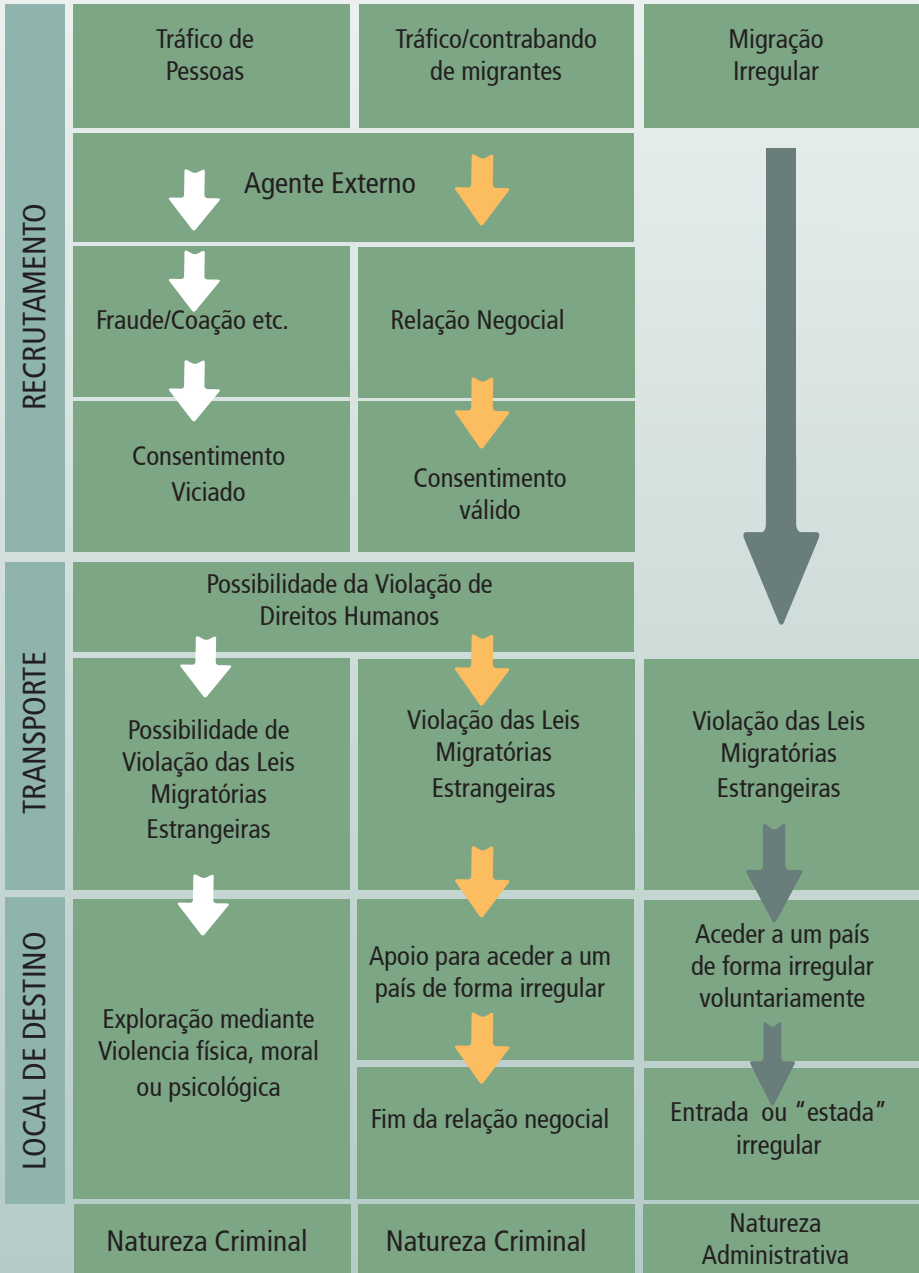 Tráfico de
Pessoas
Tráfico/contrabando
de migrantes
Migração
Irregular
RECRUTAMENTO
Agente Externo
Fraude/Coação etc.
Relação Negocial
Consentimento
Viciado
Consentimento
válido
TRANSPORTE
Possibilidade da Violação de
Direitos Humanos
Possibilidade de
Violação das Leis
Migratórias
Estrangeiras
Violação das Leis
Migratórias
Estrangeiras
Violação das Leis
Migratórias
Estrangeiras
LOCAL DE DESTINO
Exploração mediante
Violencia física, moral
ou psicológica
Apoio para aceder a um
país de forma irregular
Aceder a um país
de forma irregular
voluntariamente
Fim da relação negocial
Entrada ou "estada"
irregular
Natureza Criminal
Natureza Criminal
Natureza
Administrativa